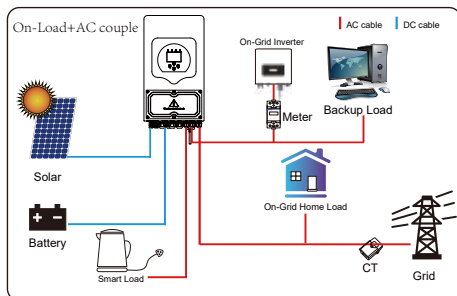 On-Load+AC couple
AC cable
DC cable
On-Grid Inverter
Meter
Backup Load
Solar
On-Grid Home Load
Battery
Smart Load
CT
Grid